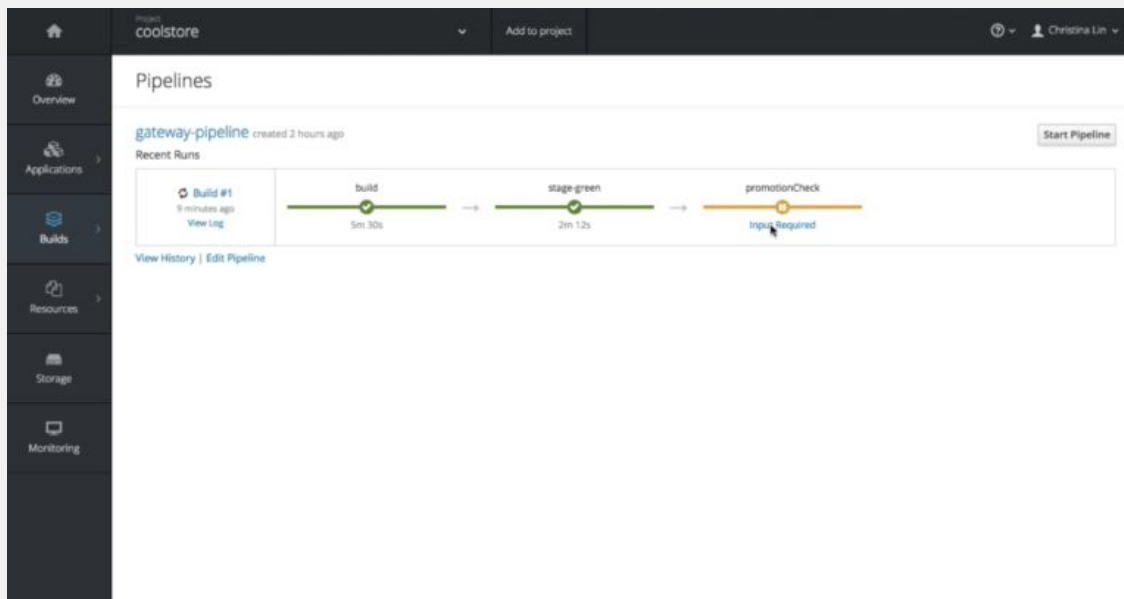 Project
coolstore
Add to project
Christina Lin
Overview
Applications
Builds
Resources
Storage
Monitoring
Pipelines
gateway-pipeline created 2 hours ago
Start Pipeline
Recent Runs
Build #1
9 minutes ago
View Log
build
5m 30s
stage-green
2m 12s
promotionCheck
Input Required
View History | Edit Pipeline